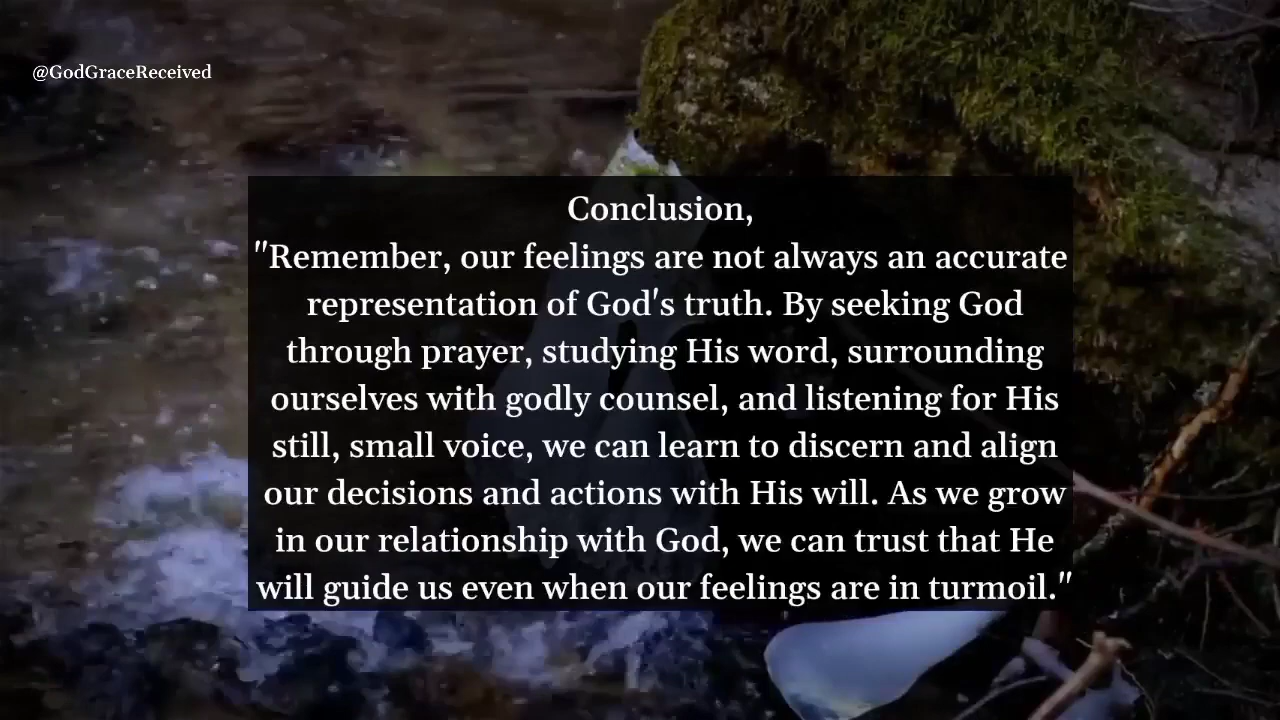 @GodGraceReceived
Conclusion,
"Remember, our feelings are not always an accurate
representation of God's truth. By seeking God
through prayer, studying His word, surrounding
ourselves with godly counsel, and listening for His
still, small voice, we can learn to discern and align
our decisions and actions with His will. As we grow
in our relationship with God, we can trust that He
will guide us even when our feelings are in turmoil."